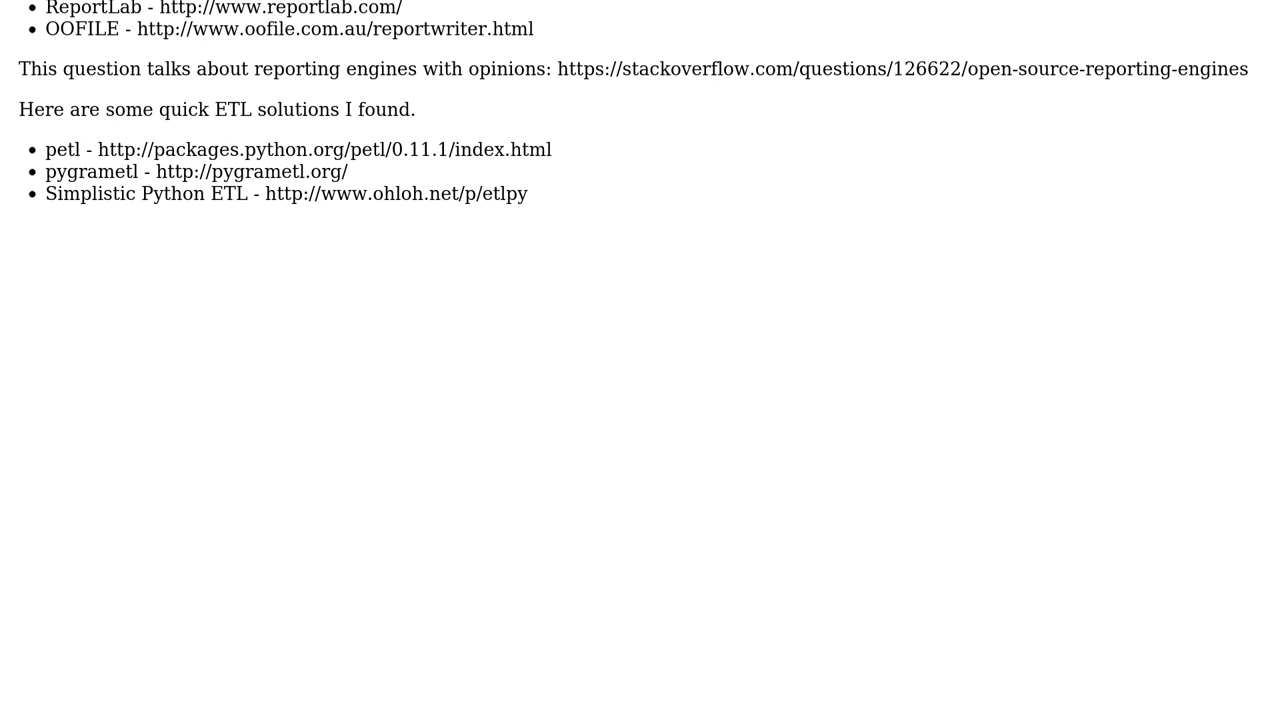 • ReportLab - http://www.reportlab.com/
• OOFILE - http://www.oofile.com.au/reportwriter.html
This question talks about reporting engines with opinions: https://stackoverflow.com/questions/126622/open-source-reporting-engines
Here are some quick ETL solutions I found.
• petl - http://packages.python.org/petl/0.11.1/index.html
• pygrametl - http://pygrametl.org/
• Simplistic Python ETL - http://www.ohloh.net/p/etlpy